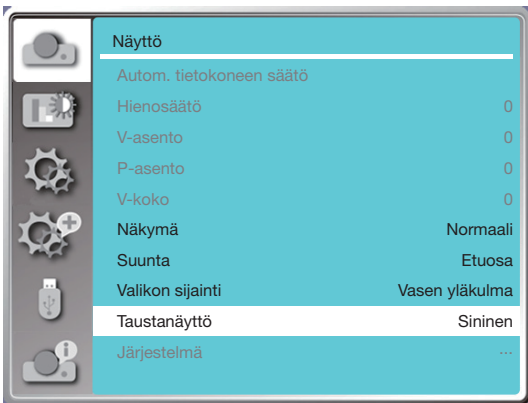 Näyttö
Autom. tietokoneen säätö
Hienosäätö 0
V-asento 0
P-asento 0
V-koko 0
Näkymä Normaali
Suunta Etuosa
Valikon sijainti Vasen yläkulma
Taustanäyttö Sininen
Järjestelmä ...